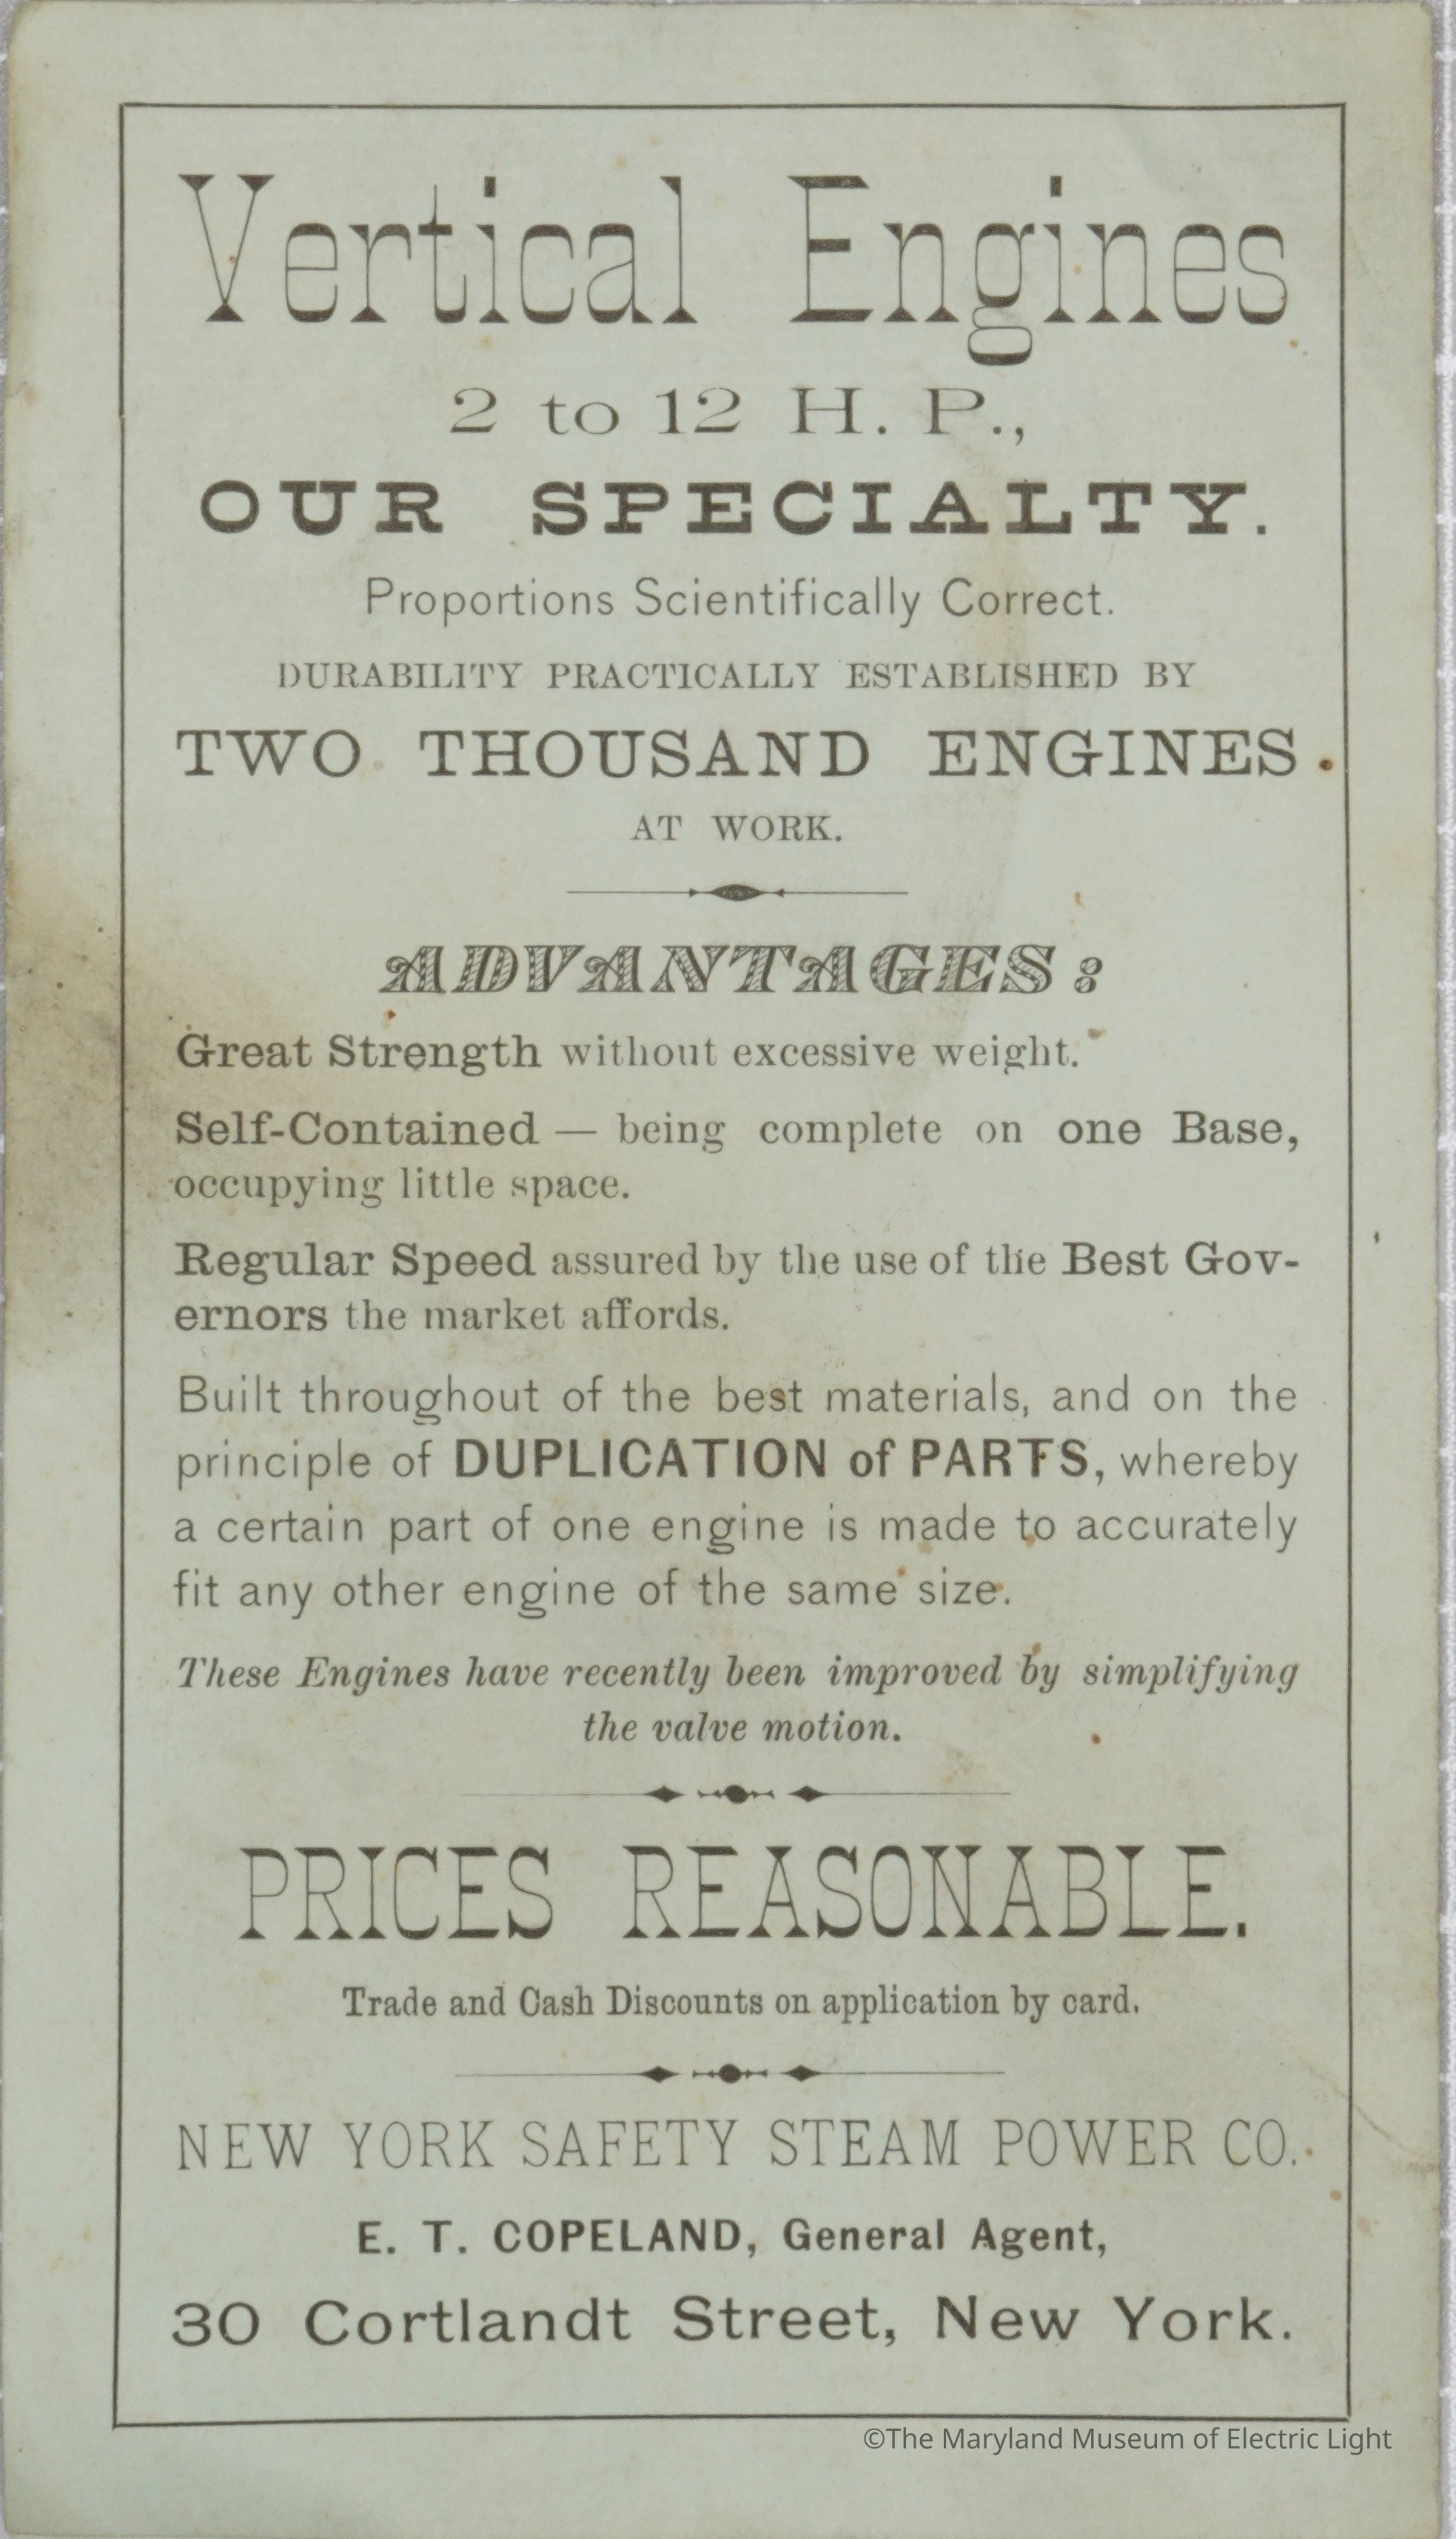 Vertical Engines
2 to 12 H. P.,
OUR SPECIALTY.
Proportions Scientifically Correct.
DURABILITY PRACTICALLY ESTABLISHED BY
TWO THOUSAND ENGINES
AT WORK.
ADVANTAGES:
Great Strength without excessive weight.
Self-Contained — being complete on one Base,
occupying little space.
Regular Speed assured by the use of the Best Gov-
ernors the market affords.
Built throughout of the best materials, and on the
principle of DUPLICATION of PARTS, whereby
a certain part of one engine is made to accurately
fit any other engine of the same size.
These Engines have recently been improved by simplifying
the valve motion.
PRICES REASONABLE.
Trade and Cash Discounts on application by card.
NEW YORK SAFETY STEAM POWER CO.
E. T. COPELAND, General Agent,
30 Cortlandt Street, New York.
©The Maryland Museum of Electric Light